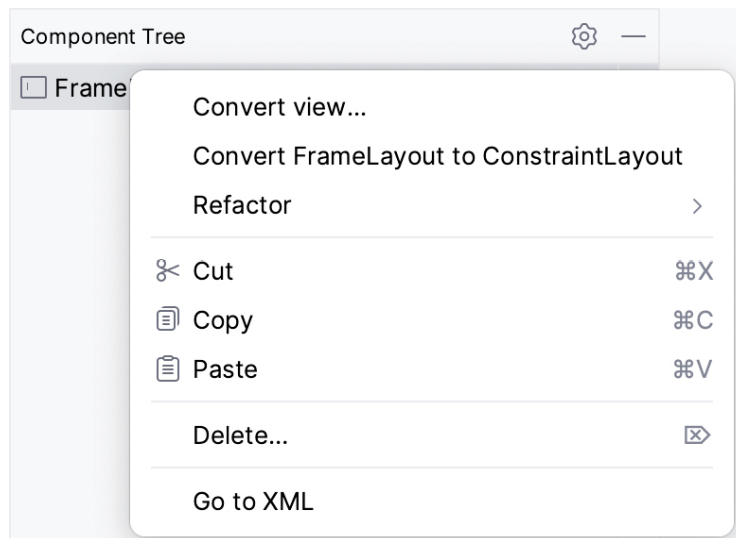 Component Tree
Frame
Convert view...
Convert FrameLayout to ConstraintLayout
Refactor
Cut ⌘X
Copy ⌘C
Paste ⌘V
Delete...
Go to XML